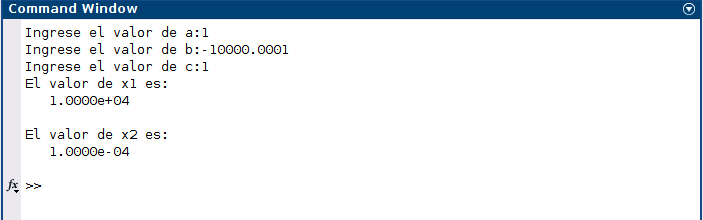 Command Window
Ingrese el valor de a:1
Ingrese el valor de b:-10000.0001
Ingrese el valor de c:1
El valor de x1 es:
1.0000e+04
El valor de x2 es:
1.0000e-04
fx >>